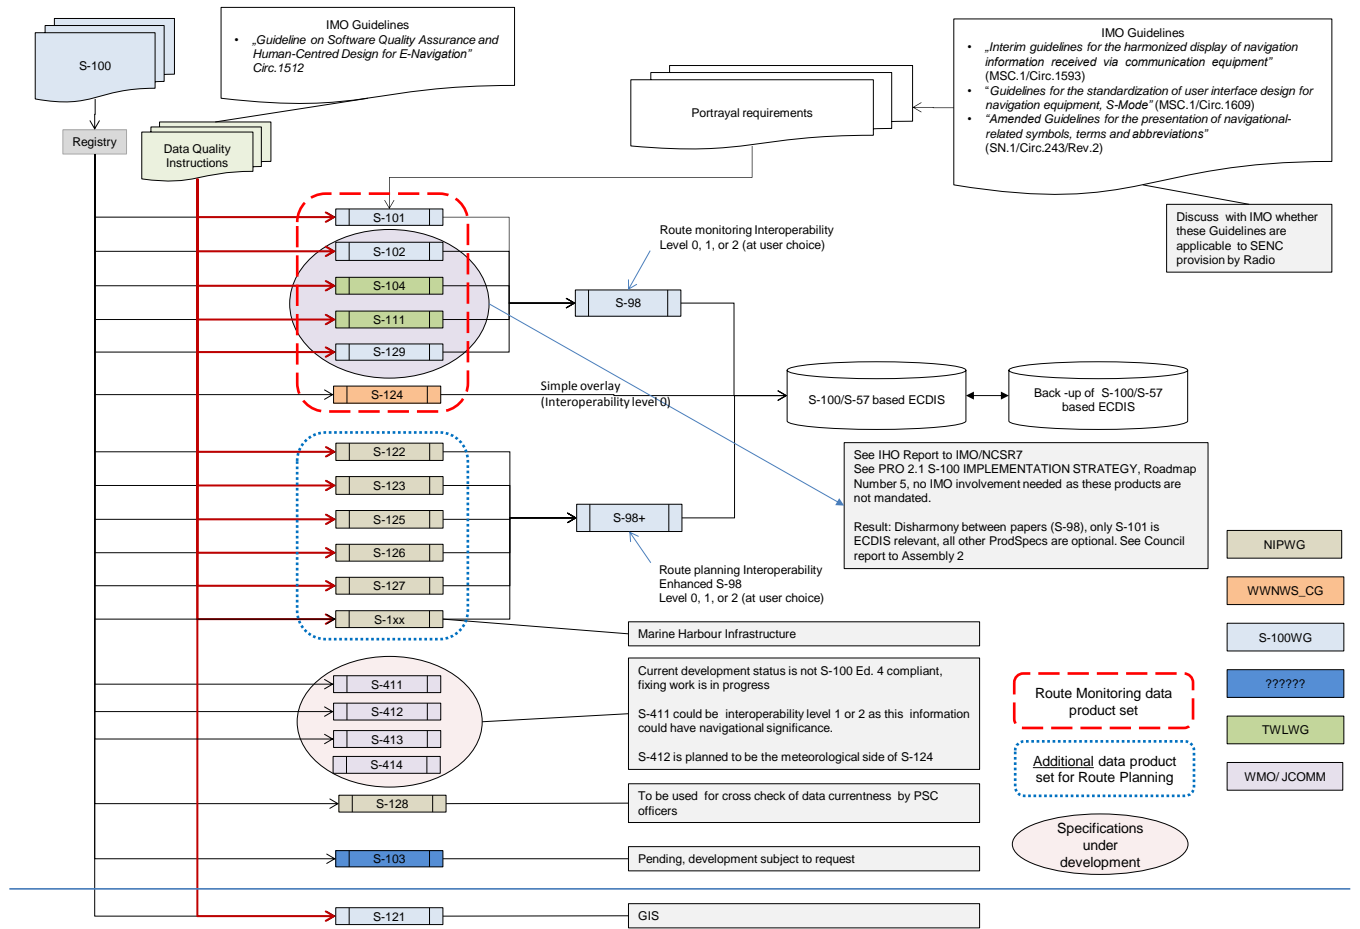 S-100
Registry
IMO Guidelines
• „Guideline on Software Quality Assurance and
Human-Centred Design for E-Navigation”
Circ.1512
Data Quality
Instructions
Portrayal requirements
IMO Guidelines
• „Interim guidelines for the harmonized display of navigation
information received via communication equipment”
(MSC.1/Circ.1593)
• “Guidelines for the standardization of user interface design for
navigation equipment, S-Mode” (MSC.1/Circ.1609)
• “Amended Guidelines for the presentation of navigational-
related symbols, terms and abbreviations”
(SN.1/Circ.243/Rev.2)
Discuss with IMO whether
these Guidelines are
applicable to SENC
provision by Radio
S-101
S-102
S-104
S-111
S-129
S-124
Route monitoring Interoperability
Level 0, 1, or 2 (at user choice)
S-98
Simple overlay
(Interoperability level 0)
S-100/S-57 based
ECDIS
Back -up of S-100/S-57
based ECDIS
S-122
S-123
S-125
S-126
S-127
S-1xx
S-98+
Route planning Interoperability
Enhanced S-98
Level 0, 1, or 2 (at user choice)
See IHO Report to IMO/NCSR7
See PRO 2.1 S-100 IMPLEMENTATION STRATEGY, Roadmap
Number 5, no IMO involvement needed as these products are
not mandated.
Result: Disharmony between papers (S-98), only S-101 is
ECDIS relevant, all other ProdSpecs are optional. See Council
report to Assembly 2
Marine Harbour Infrastructure
S-411
S-412
S-413
S-414
Current development status is not S-100 Ed. 4 compliant,
fixing work is in progress
S-411 could be interoperability level 1 or 2 as this information
could have navigational significance.
S-412 is planned to be the meteorological side of S-124
S-128
To be used for cross check of data currentness by PSC
officers
S-103
Pending, development subject to request
S-121
GIS
Route Monitoring data
product set
Additional data product
set for Route Planning
Specifications
under
development
NIPWG
WWNWS_CG
S-100WG
??????
TWLWG
WMO/ JCOMM